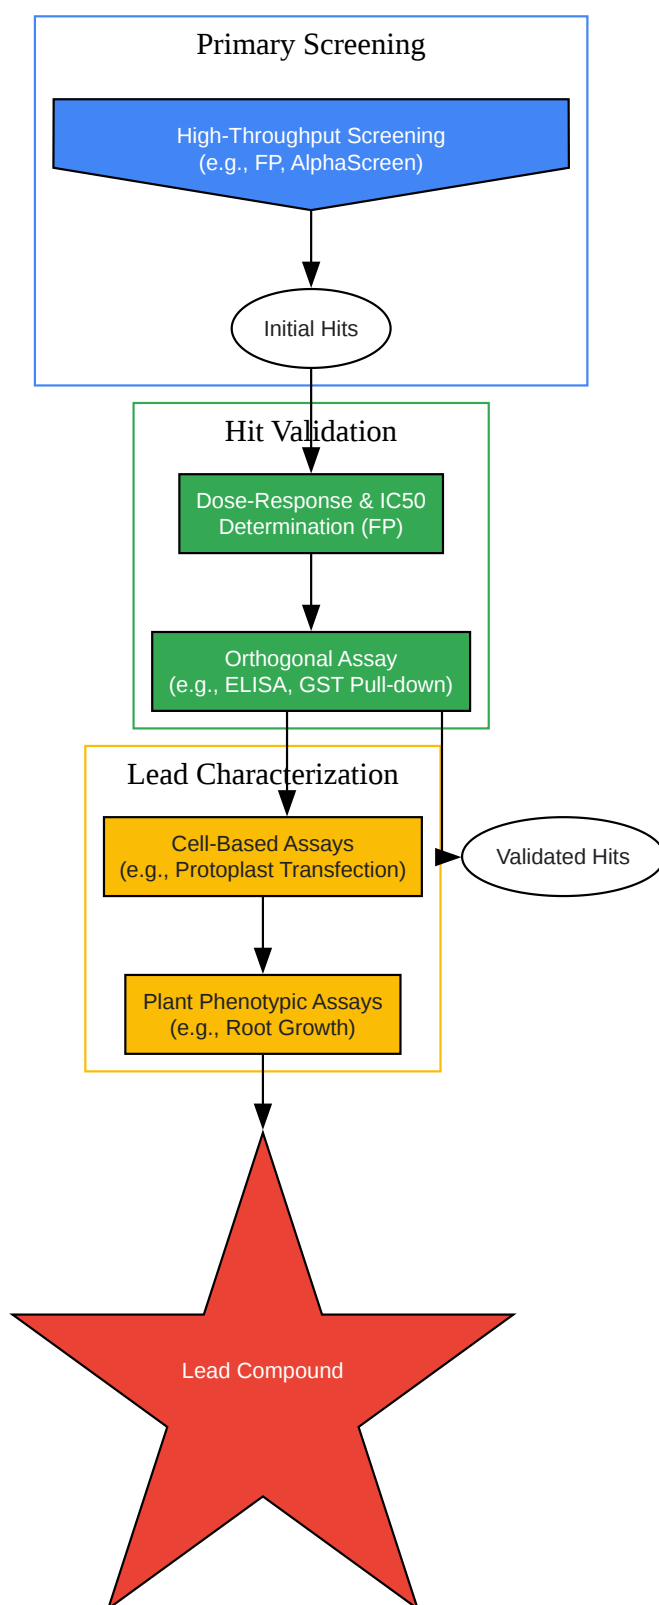 Primary Screening
High-Throughput Screening
(e.g., FP, AlphaScreen)
Initial Hits
Hit Validation
Dose-Response & IC50
Determination (FP)
Orthogonal Assay
(e.g., ELISA, GST Pull-down)
Lead Characterization
Cell-Based Assays
(e.g., Protoplast Transfection)
Validated Hits
Plant Phenotypic Assays
(e.g., Root Growth)
Lead Compound